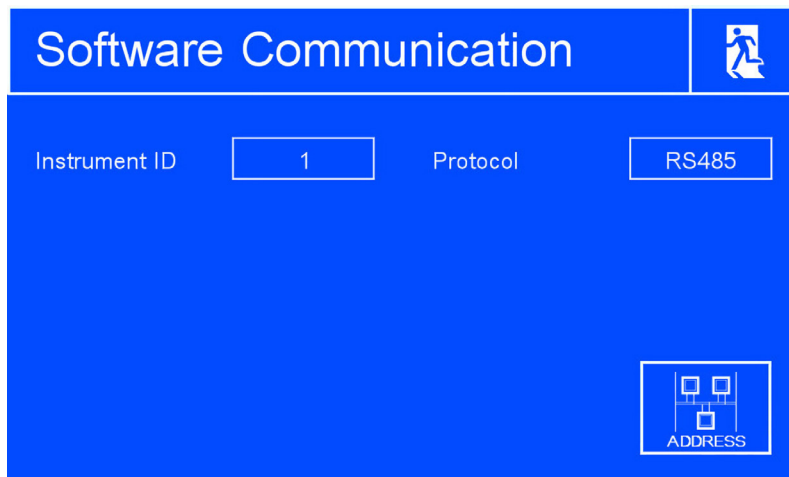 Software Communication
Instrument ID 1 Protocol RS485
ADDRESS